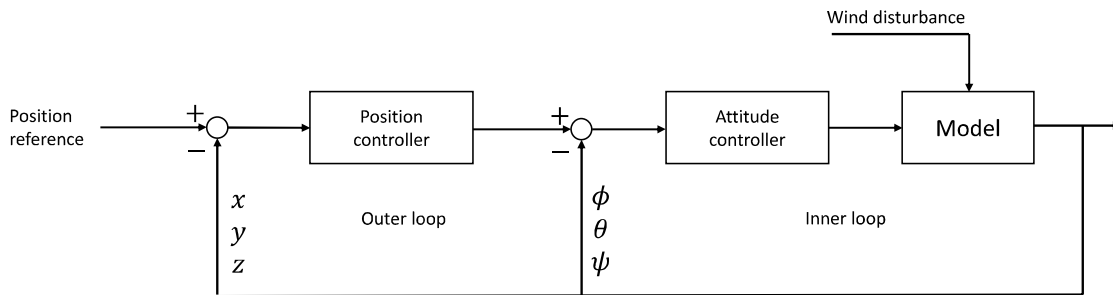 Wind disturbance
Position
reference
+
−
Position
controller
+
−
Attitude
controller
Model
x
y
z
Outer loop
ϕ
θ
ψ
Inner loop